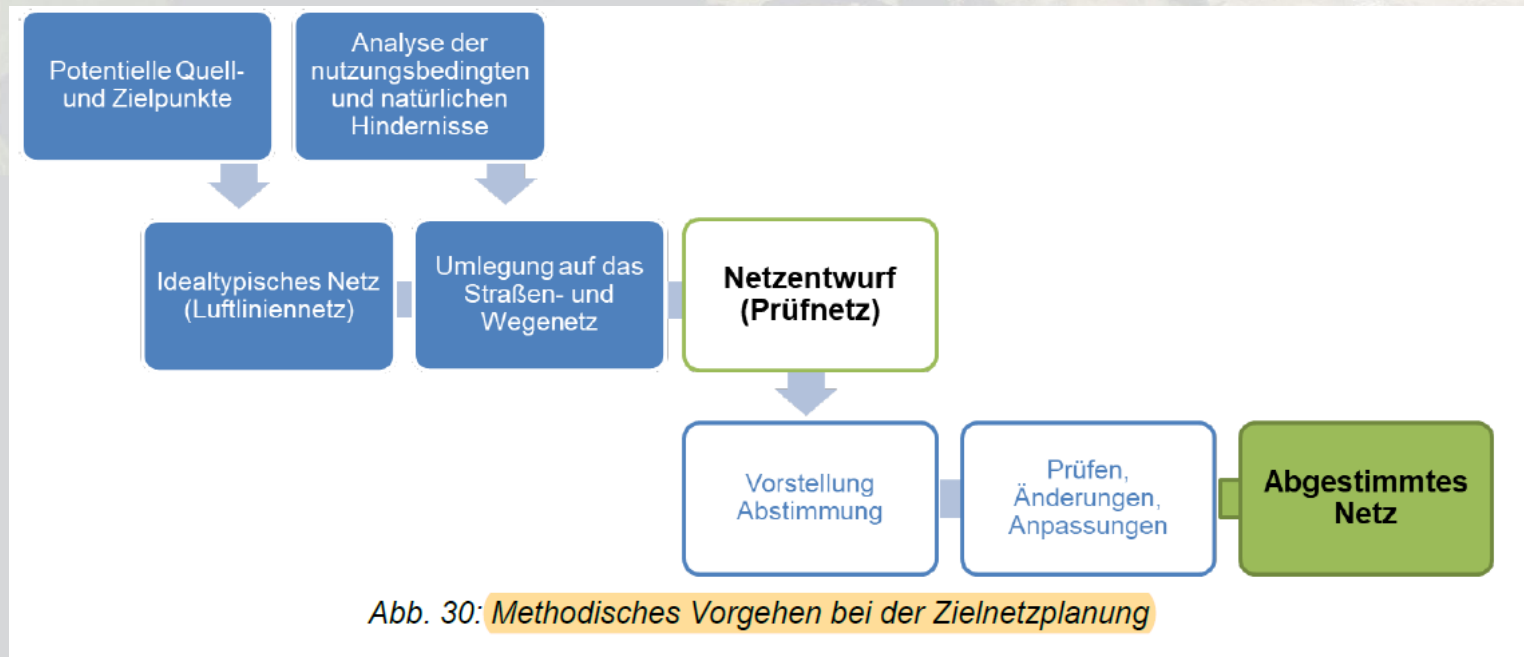 Potentielle Quell-
und Zielpunkte
Analyse der
nutzungsbedingten
und natürlichen
Hindernisse
Idealtypisches Netz
(Luftliniennetz)
Umlegung auf das
Straßen- und
Wegenetz
Netzentwurf
(Prüfnetz)
Vorstellung
Abstimmung
Prüfen,
Änderungen,
Anpassungen
Abgestimmtes
Netz
Abb. 30: Methodisches Vorgehen bei der Zielnetzplanung